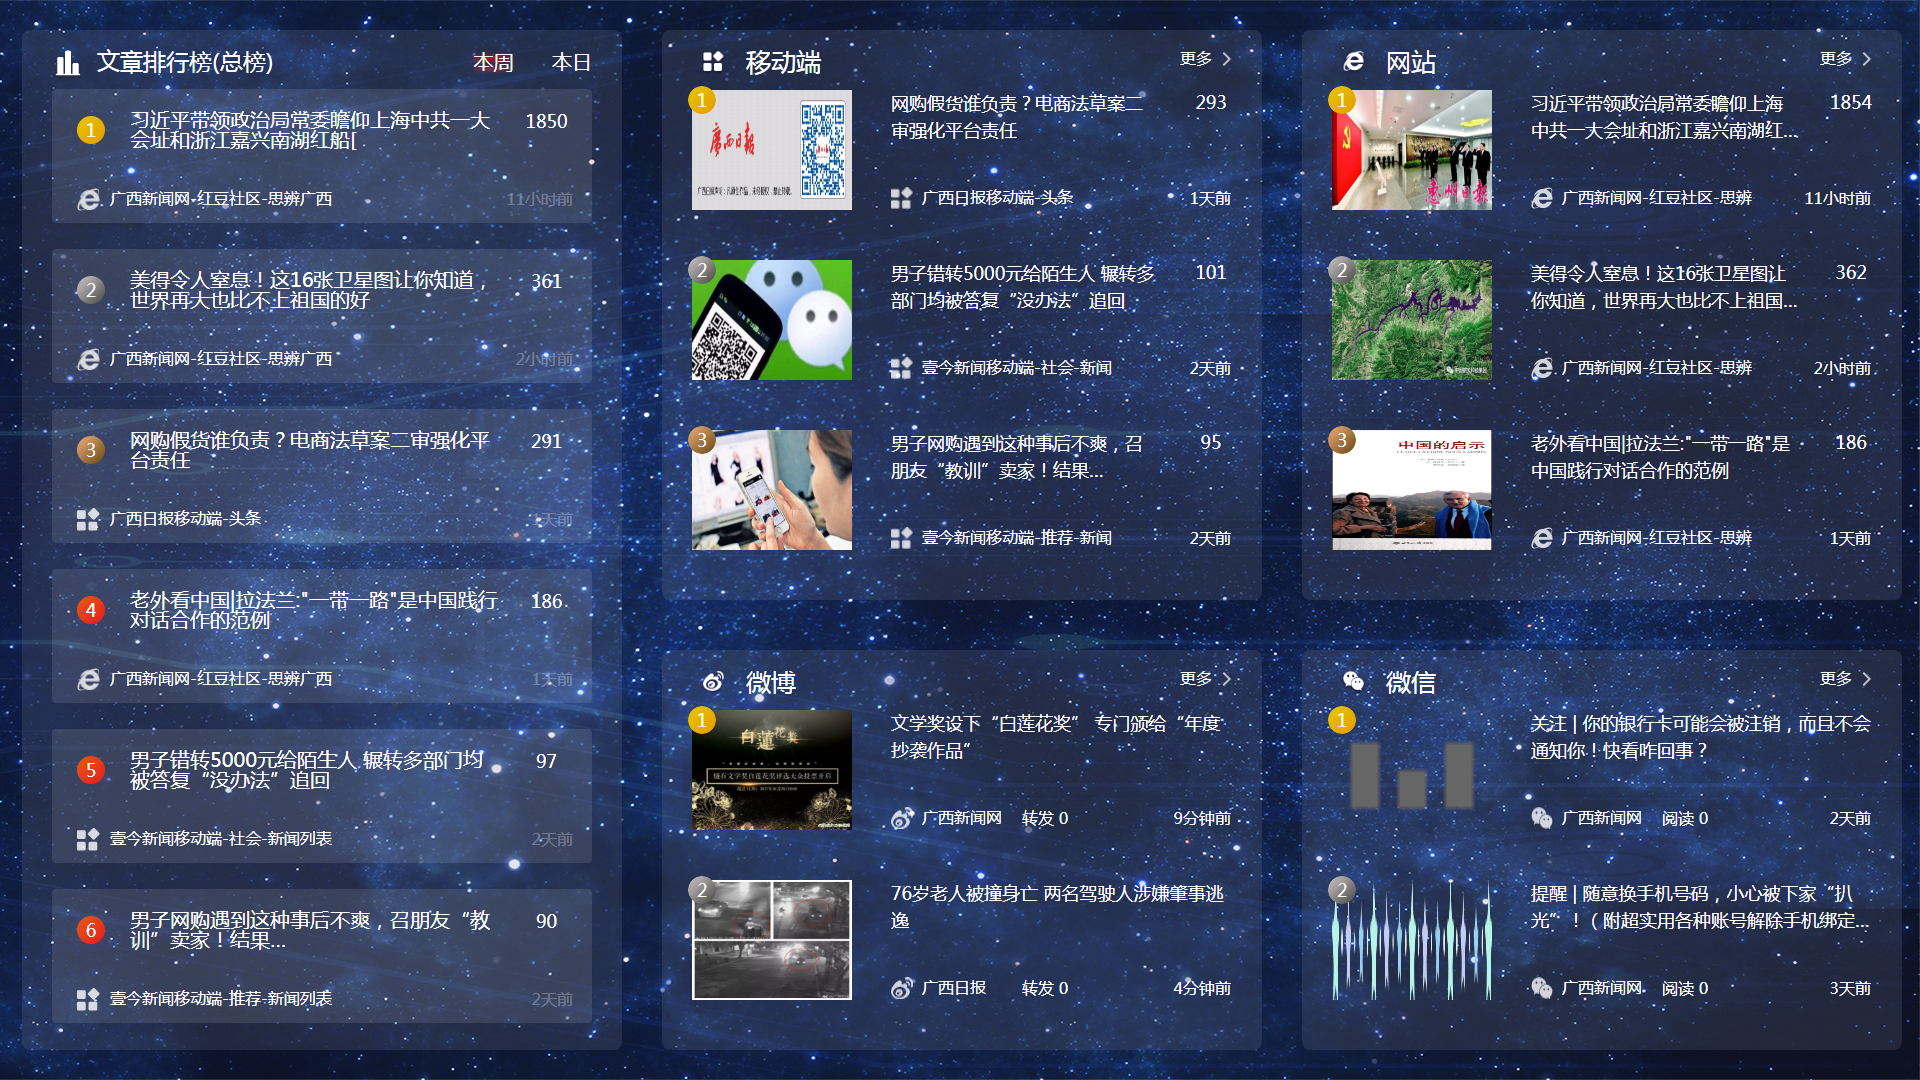 文章排行榜(总榜)
本周
本日
1
习近平带领政治局常委瞻仰上海中共一大
会址和浙江嘉兴南湖红船[
1850
广西新闻网-红豆社区-思辨广西
11小时前
2
美得令人窒息！这16张卫星图让你知道，
世界再大也比不上祖国的好
361
广西新闻网-红豆社区-思辨广西
2小时前
3
网购假货谁负责？电商法草案二审强化平
台责任
291
广西日报移动端-头条
1天前
4
老外看中国|拉法兰:"一带一路"是中国践行
对话合作的范例
186
广西新闻网-红豆社区-思辨广西
1天前
5
男子错转5000元给陌生人 辗转多部门均
被答复“没办法”追回
97
壹今新闻移动端-社会-新闻列表
2天前
6
男子网购遇到这种事后不爽，召朋友“教
训”卖家！结果...
90
壹今新闻移动端-推荐-新闻列表
2天前
移动端
更多
1
廣西日報
网购假货谁负责？电商法草案二
审强化平台责任
293
广西日报移动端-头条
1天前
2
男子错转5000元给陌生人 辗转多
部门均被答复“没办法”追回
101
壹今新闻移动端-社会-新闻
2天前
3
男子网购遇到这种事后不爽，召
朋友“教训”卖家！结果...
95
壹今新闻移动端-推荐-新闻
2天前
网站
更多
1
惠州日報
习近平带领政治局常委瞻仰上海
中共一大会址和浙江嘉兴南湖红...
1854
广西新闻网-红豆社区-思辨
11小时前
2
美得令人窒息！这16张卫星图让
你知道，世界再大也比不上祖国...
362
广西新闻网-红豆社区-思辨
2小时前
3
中国的启示
老外看中国|拉法兰:"一带一路"是
中国践行对话合作的范例
186
广西新闻网-红豆社区-思辨
1天前
微博
更多
1
白莲花奖
文学奖设下“白莲花奖” 专门颁给“年度
抄袭作品”
广西新闻网
转发 0
9分钟前
2
76岁老人被撞身亡 两名驾驶人涉嫌肇事逃
逸
广西日报
转发 0
4分钟前
微信
更多
1
关注 | 你的银行卡可能会被注销，而且不会
通知你！快看咋回事？
广西新闻网
阅读 0
2天前
2
提醒 | 随意换手机号码，小心被下家“扒
光”！（附超实用各种账号解除手机绑定...
广西新闻网
阅读 0
3天前